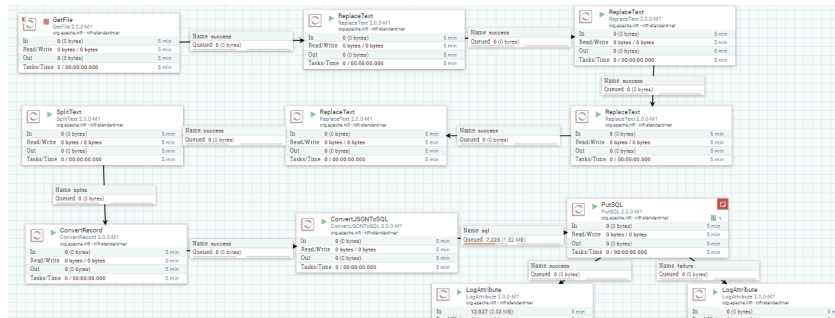 GetFile
GetFile 2.0.0-M1
org.apache.nifi - nifi-standard-nar
In 0 (0 bytes) 5 min
Read/Write 0 bytes / 0 bytes 5 min
Out 0 (0 bytes) 5 min
Tasks/Time 0 / 00:00:00.000 5 min
Name success
Queued 0 (0 bytes)
ReplaceText
ReplaceText 2.0.0-M1
org.apache.nifi - nifi-standard-nar
In 0 (0 bytes) 5 min
Read/Write 0 bytes / 0 bytes 5 min
Out 0 (0 bytes) 5 min
Tasks/Time 0 / 00:00:00.000 5 min
Name success
Queued 0 (0 bytes)
ReplaceText
ReplaceText 2.0.0-M1
org.apache.nifi - nifi-standard-nar
In 0 (0 bytes) 5 min
Read/Write 0 bytes / 0 bytes 5 min
Out 0 (0 bytes) 5 min
Tasks/Time 0 / 00:00:00.000 5 min
Name success
Queued 0 (0 bytes)
SplitText
SplitText 2.0.0-M1
org.apache.nifi - nifi-standard-nar
In 0 (0 bytes) 5 min
Read/Write 0 bytes / 0 bytes 5 min
Out 0 (0 bytes) 5 min
Tasks/Time 0 / 00:00:00.000 5 min
Name success
Queued 0 (0 bytes)
ReplaceText
ReplaceText 2.0.0-M1
org.apache.nifi - nifi-standard-nar
In 0 (0 bytes) 5 min
Read/Write 0 bytes / 0 bytes 5 min
Out 0 (0 bytes) 5 min
Tasks/Time 0 / 00:00:00.000 5 min
Name success
Queued 0 (0 bytes)
ReplaceText
ReplaceText 2.0.0-M1
org.apache.nifi - nifi-standard-nar
In 0 (0 bytes) 5 min
Read/Write 0 bytes / 0 bytes 5 min
Out 0 (0 bytes) 5 min
Tasks/Time 0 / 00:00:00.000 5 min
Name splits
Queued 0 (0 bytes)
ConvertRecord
ConvertRecord 2.0.0-M1
org.apache.nifi - nifi-standard-nar
In 0 (0 bytes) 5 min
Read/Write 0 bytes / 0 bytes 5 min
Out 0 (0 bytes) 5 min
Tasks/Time 0 / 00:00:00.000 5 min
Name success
Queued 0 (0 bytes)
ConvertJSONToSQL
ConvertJSONToSQL 2.0.0-M1
org.apache.nifi - nifi-standard-nar
In 0 (0 bytes) 5 min
Read/Write 0 bytes / 0 bytes 5 min
Out 0 (0 bytes) 5 min
Tasks/Time 0 / 00:00:00.000 5 min
Name sql
Queued 7,225 (1.52 MB)
PutSQL
PutSQL 2.0.0-M1
org.apache.nifi - nifi-standard-nar
1
In 0 (0 bytes) 5 min
Read/Write 0 bytes / 0 bytes 5 min
Out 0 (0 bytes) 5 min
Tasks/Time 0 / 00:00:00.000 5 min
Name success
Queued 0 (0 bytes)
Name failure
Queued 0 (0 bytes)
LogAttribute
LogAttribute 2.0.0-M1
org.apache.nifi - nifi-standard-nar
In 12,027 (2.53 MB) 5 min
LogAttribute
LogAttribute 2.0.0-M1
org.apache.nifi - nifi-standard-nar
In 0 (0 bytes)